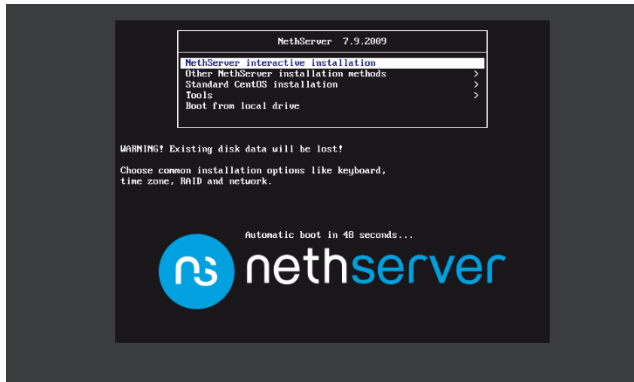 NethServer 7.9.2009
NethServer interactive installation
Other NethServer installation methods >
Standard CentOS installation >
Tools >
Boot from local drive
WARNING! Existing disk data will be lost!
Choose common installation options like keyboard,
time zone, RAID and network.
Automatic boot in 48 seconds...
ns nethserver